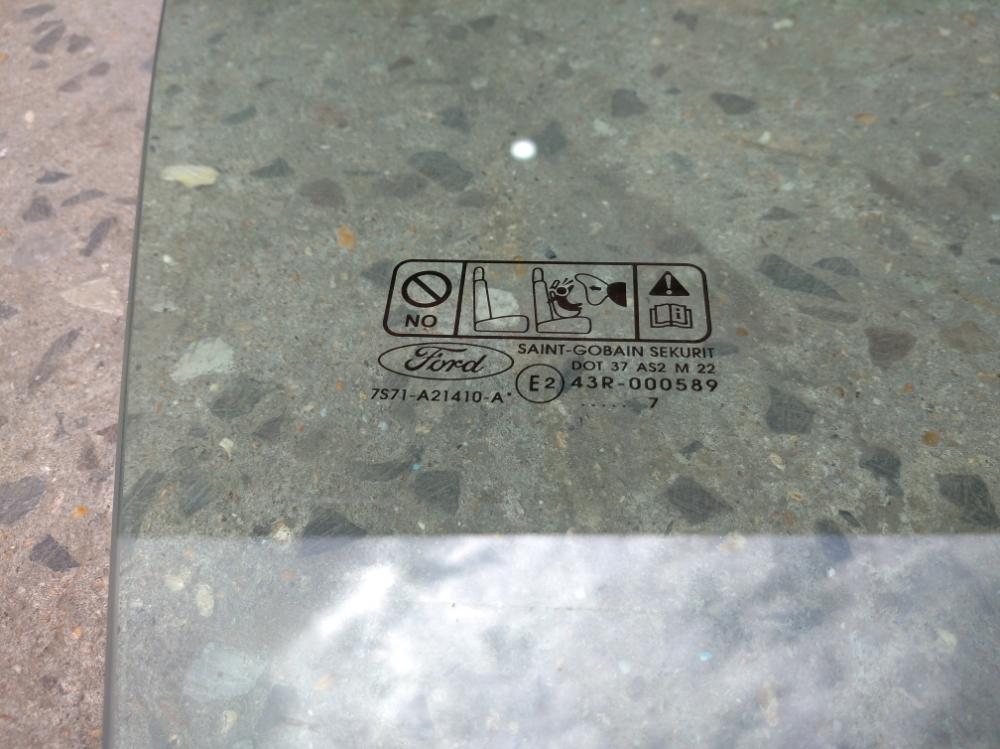 NO
Ford
SAINT-GOBAIN SEKURIT
DOT 37 AS2 M 22
E2 43R-000589
7S71-A21410-A
...... 7